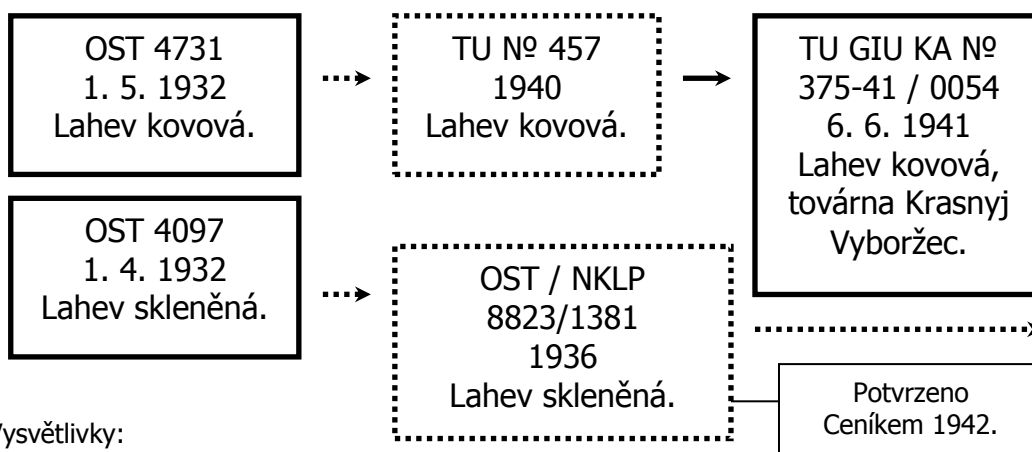 OST 4731
1. 5. 1932
Lahev kovová.
TU Nº 457
1940
Lahev kovová.
TU GIU KA Nº
375-41 / 0054
6. 6. 1941
Lahev kovová,
továrna Krasnyj
Vyboržec.
OST 4097
1. 4. 1932
Lahev skleněná.
OST / NKLP
8823/1381
1936
Lahev skleněná.
Potvrzeno
Ceníkem 1942.
Vysvětlivky: